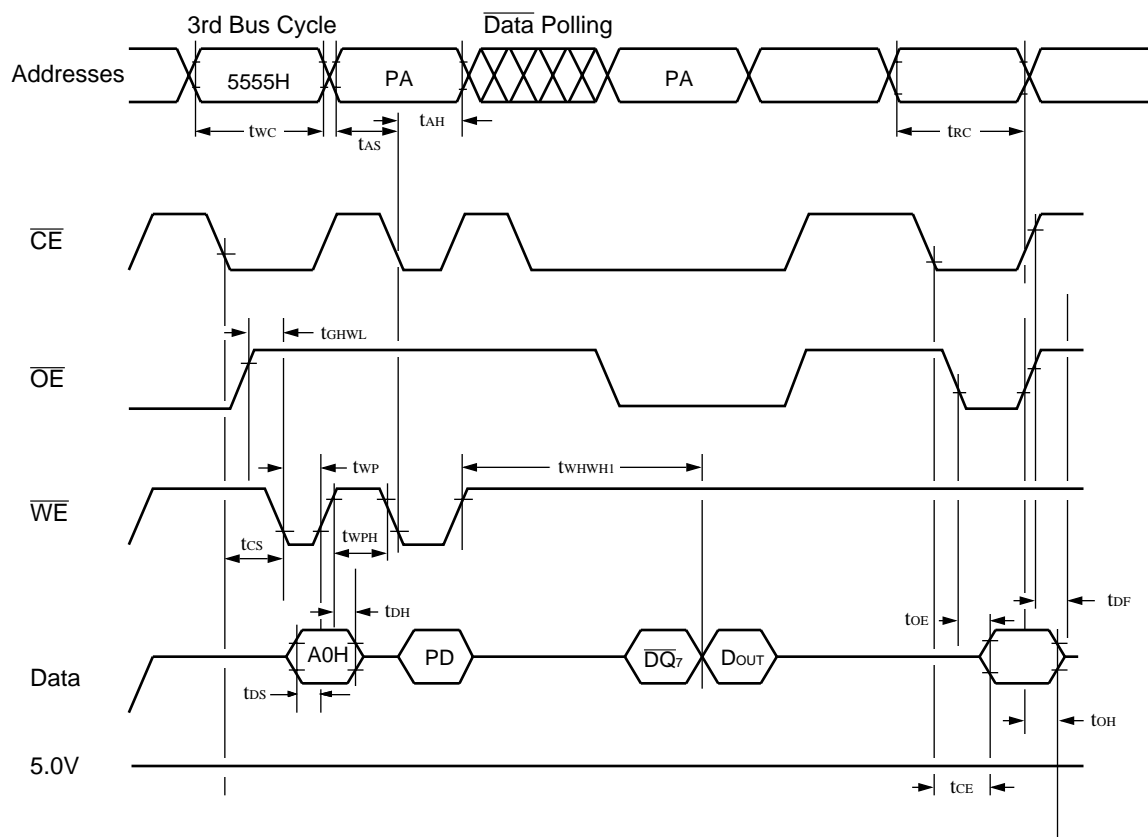 3rd Bus Cycle
Data Polling
Addresses
5555H
PA
PA
tWC
tAS
tAH
tRC
CE
tGHWL
OE
tWP
tWHWH1
WE
tCS
tWPH
tDH
tOE
tDF
Data
A0H
PD
DQ7
DOUT
tDS
tOH
5.0V
tCE